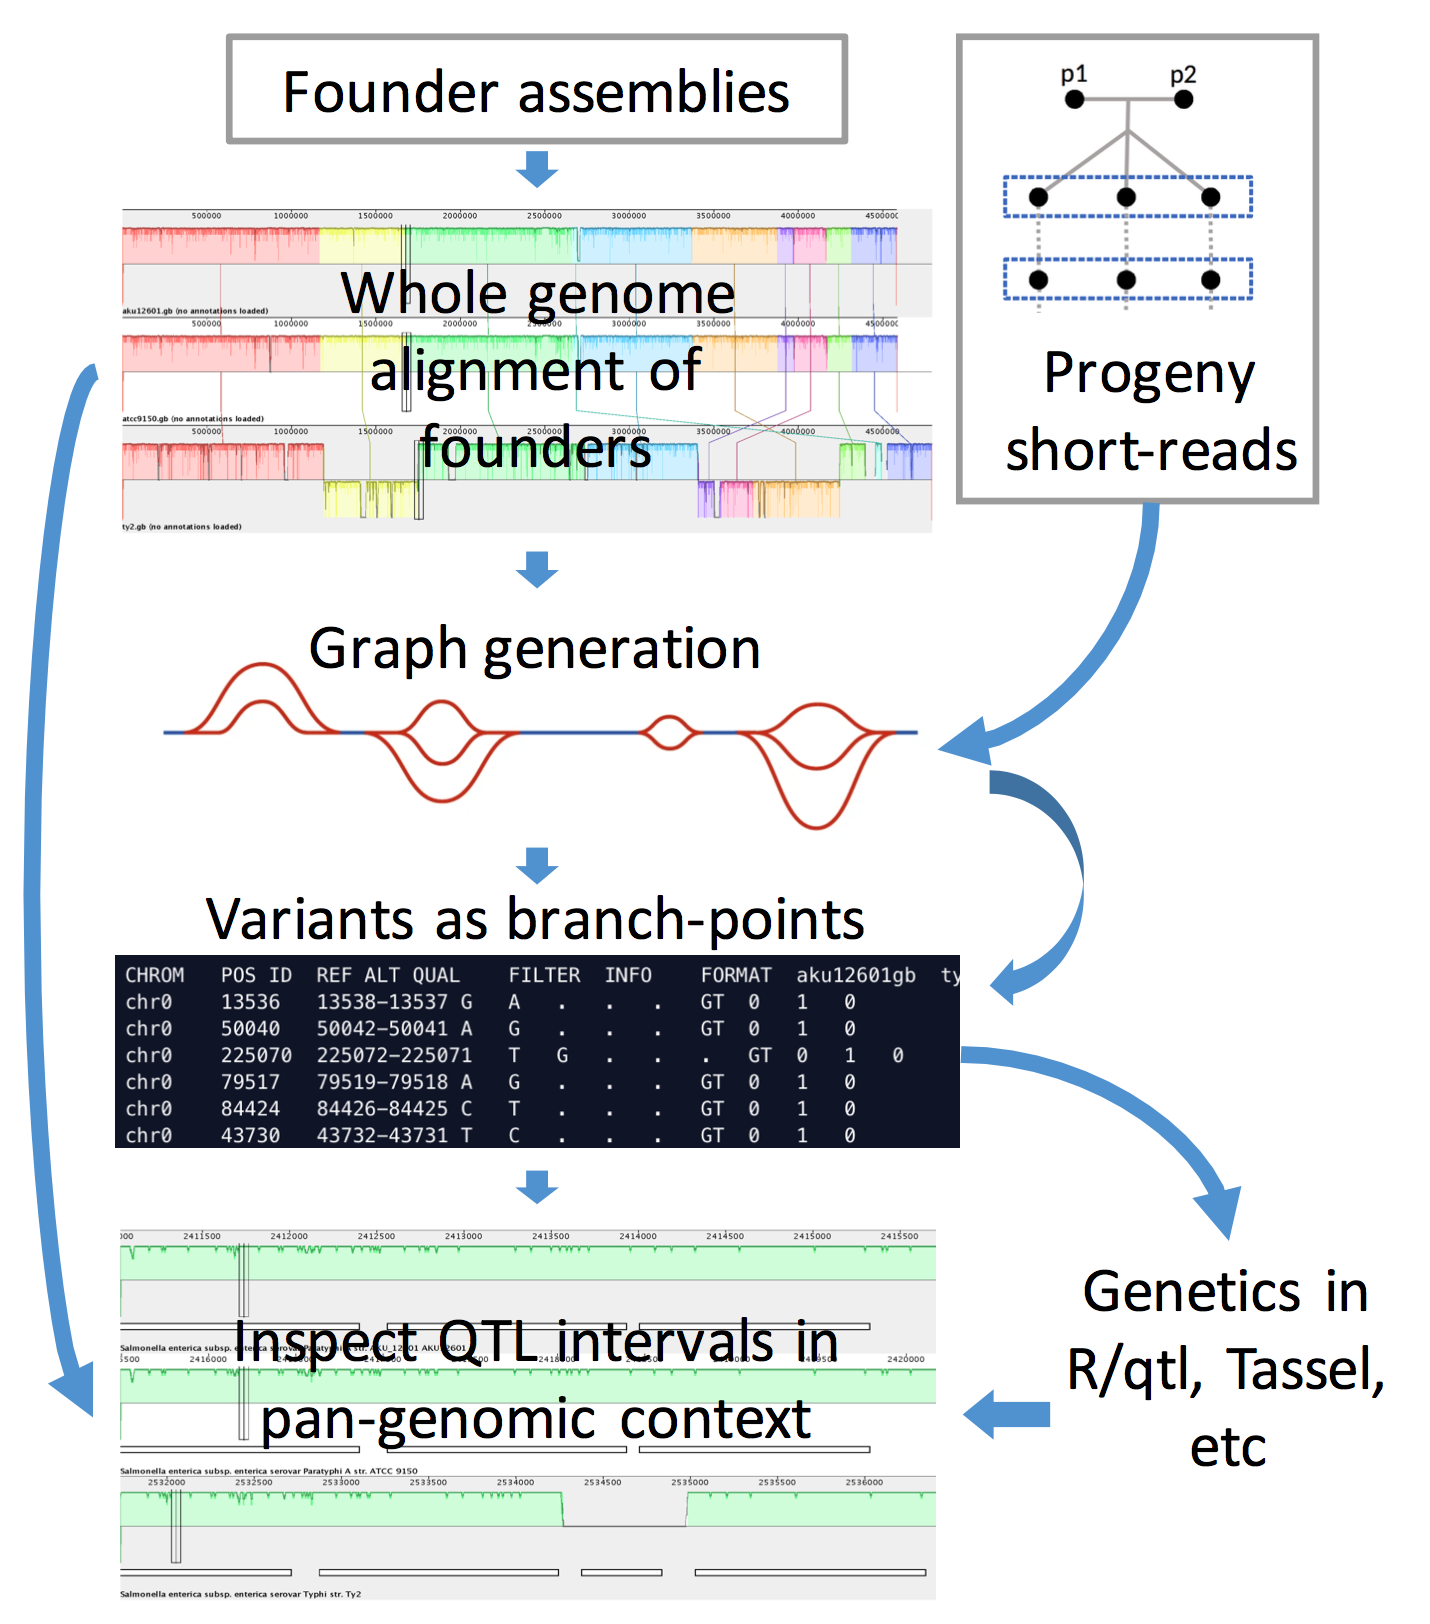 Founder assemblies
p1 p2
Progeny
short-reads
500000 1000000 1500000 2000000 2500000 3000000 3500000 4000000 4500000
Whole genome
aku12601.gb (no annotations loaded)
500000 1000000 1500000 2000000 2500000 3000000 3500000 4000000 4500000
alignment of
atcc9150.gb (no annotations loaded)
500000 1000000 1500000 2000000 2500000 3000000 3500000 4000000 4500000
founders
ty2.gb (no annotations loaded)
Graph generation
Variants as branch-points
CHROM POS ID REF ALT QUAL FILTER INFO FORMAT aku12601gb ty
chr0 13536 13538-13537 G A . . . GT 0 1 0
chr0 50040 50042-50041 A G . . . GT 0 1 0
chr0 225070 225072-225071 T G . . . GT 0 1 0
chr0 79517 79519-79518 A G . . . GT 0 1 0
chr0 84424 84426-84425 C T . . . GT 0 1 0
chr0 43730 43732-43731 T C . . . GT 0 1 0
000 2411500 2412000 2412500 2413000 2413500 2414000 2414500 2415000 2415500
Inspect QTL intervals in
Salmonella enterica subsp. enterica serovar Paratyphi A str. AKU_12601 AKU_12601
5500 2416000 2420000
pan-genomic context
Salmonella enterica subsp. enterica serovar Paratyphi A str. ATCC 9150
2532000 2532500 2533000 2533500 2534000 2534500 2535000 2535500 2536000
Salmonella enterica subsp. enterica serovar Typhi str. Ty2
Genetics in
R/qtl, Tassel,
etc